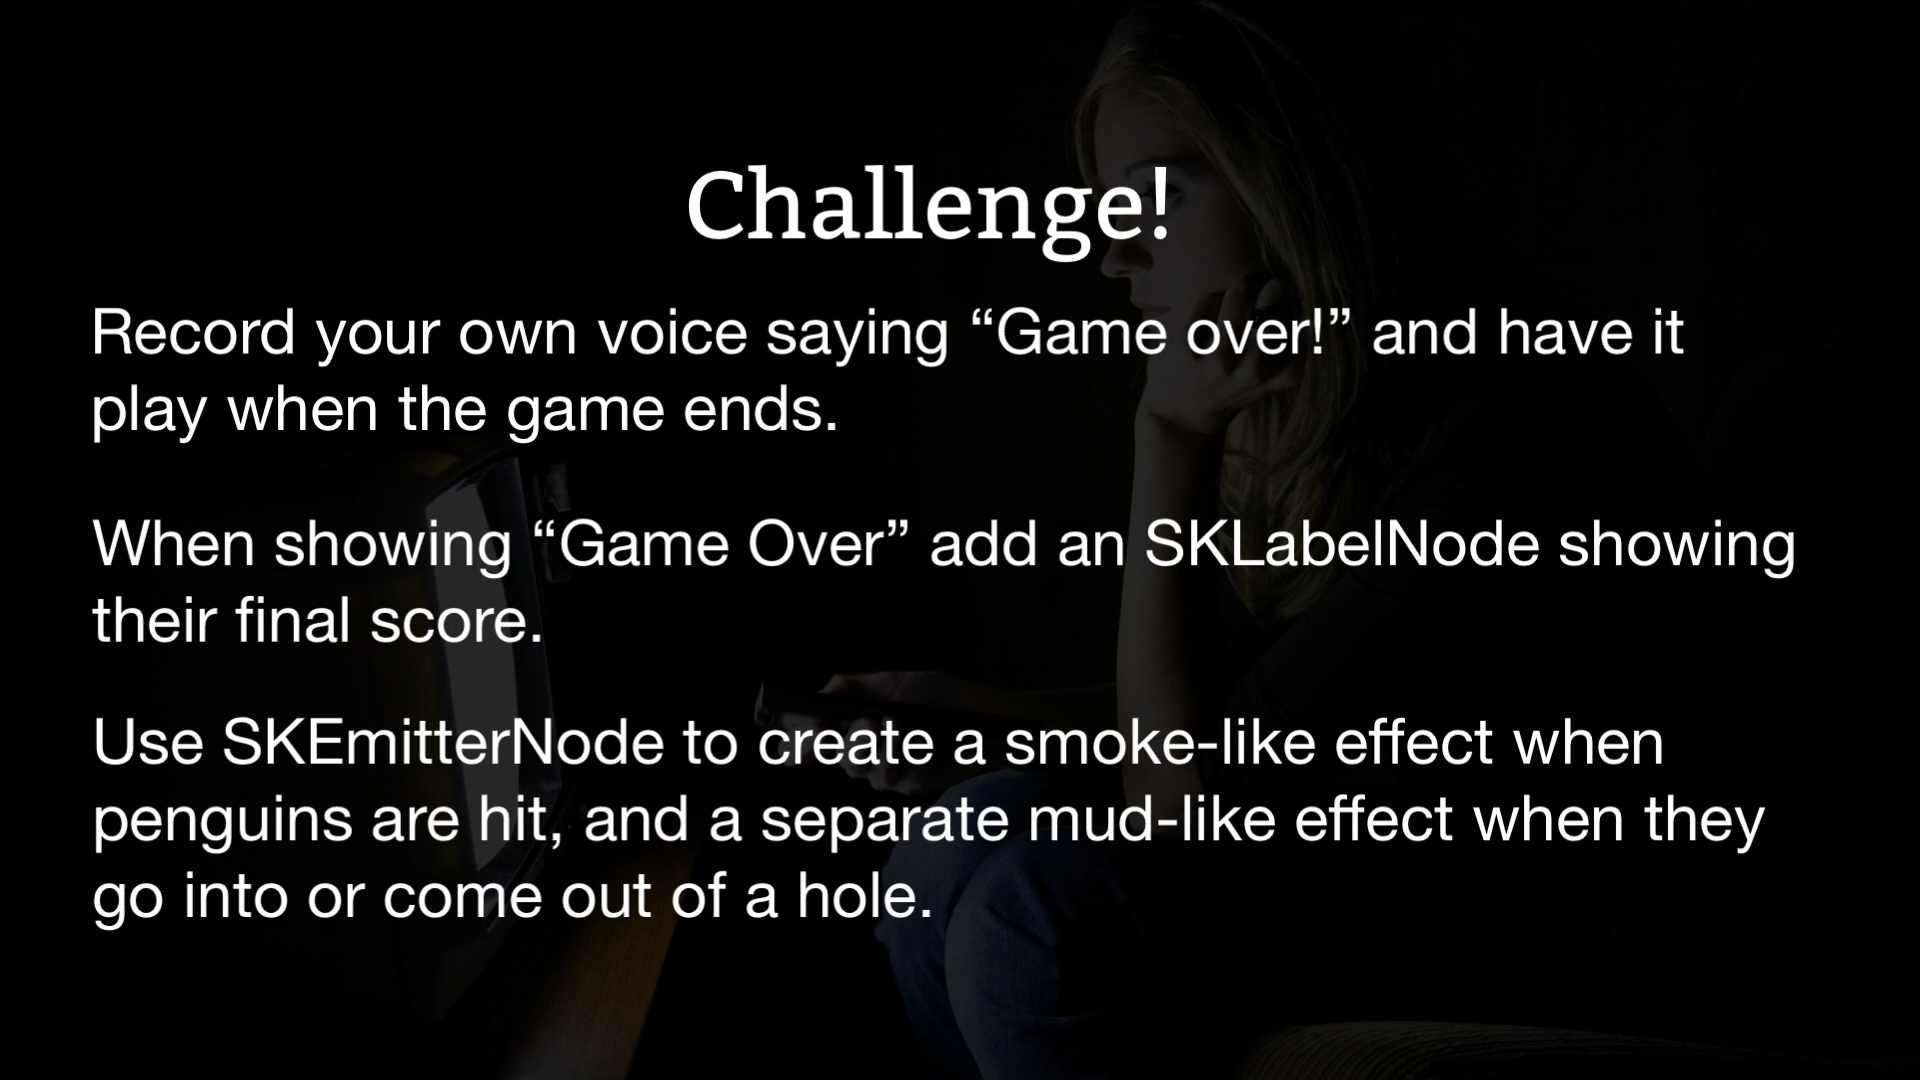 Challenge!
Record your own voice saying “Game over!” and have it
play when the game ends.
When showing “Game Over” add an SKLabelNode showing
their final score.
Use SKEmitterNode to create a smoke-like effect when
penguins are hit, and a separate mud-like effect when they
go into or come out of a hole.